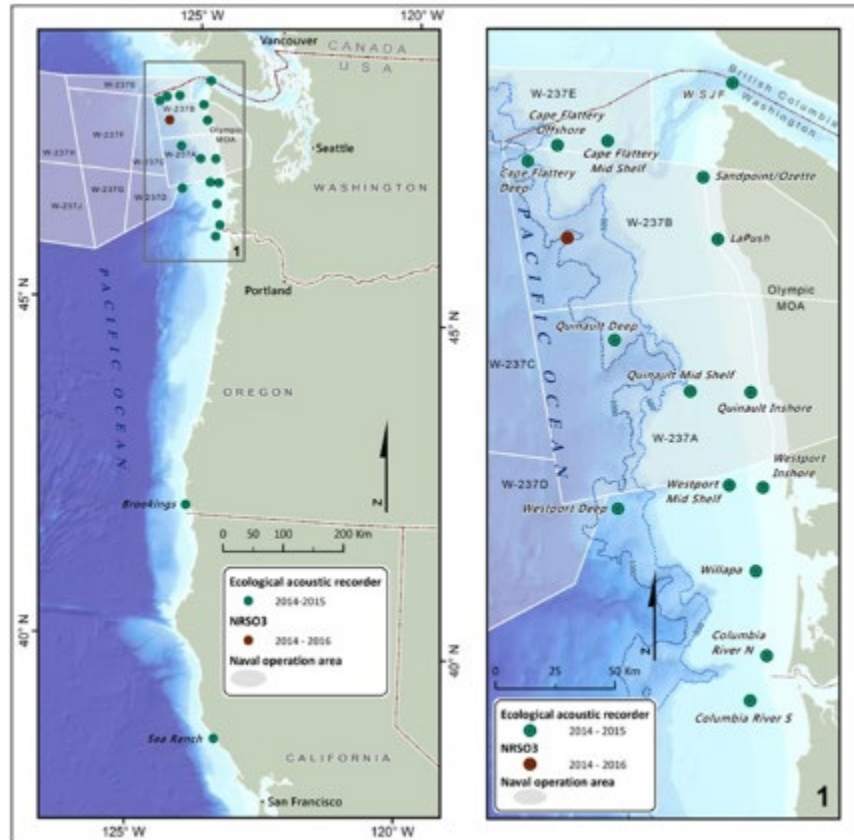 125° W
120° W
Vancouver
CANADA
U.S.A
W-237E
W-237B
W-237F
Olympic
MOA
W-237A
W-237H
W-237C
W-237G
W-237D
W-237J
Seattle
WASHINGTON
1
Portland
45° N
45° N
PACIFIC OCEAN
OREGON
N
Brookings
0 50 100 200 Km
Ecological acoustic recorder
2014-2015
NRSO3
2014 - 2016
Naval operation area
40° N
40° N
Sea Ranch
CALIFORNIA
San Francisco
125° W
120° W
British Columbia
Washington
WSJF
W-237E
Cape Flattery
Offshore
Cape Flattery
Mid Shelf
Cape Flattery
Deep
Sandpoint/Ozette
W-237B
LaPush
PACIFIC OCEAN
Olympic
MOA
Quinault Deep
W-237C
Quinault Mid Shelf
Quinault Inshore
W-237A
Westport
Inshore
W-237D
Westport
Mid Shelf
Westport Deep
Willapa
N
Columbia
River N
0 25 50 Km
Columbia River S
Ecological acoustic recorder
2014 - 2015
NRSO3
2014 - 2016
Naval operation area
1